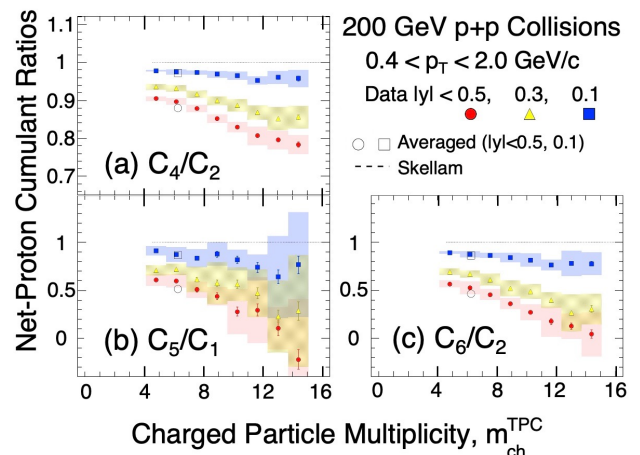 200 GeV p+p Collisions
0.4 < pT < 2.0 GeV/c
Data |y| < 0.5, 0.3, 0.1
Averaged (|y|<0.5, 0.1)
Skellam
Net-Proton Cumulant Ratios
1.1
1
0.9
0.8
0.7
(a) C4/C2
1
0.5
0
(b) C5/C1
0 4 8 12 16
1
0.5
0
(c) C6/C2
0 4 8 12 16
Charged Particle Multiplicity, m_ch^TPC